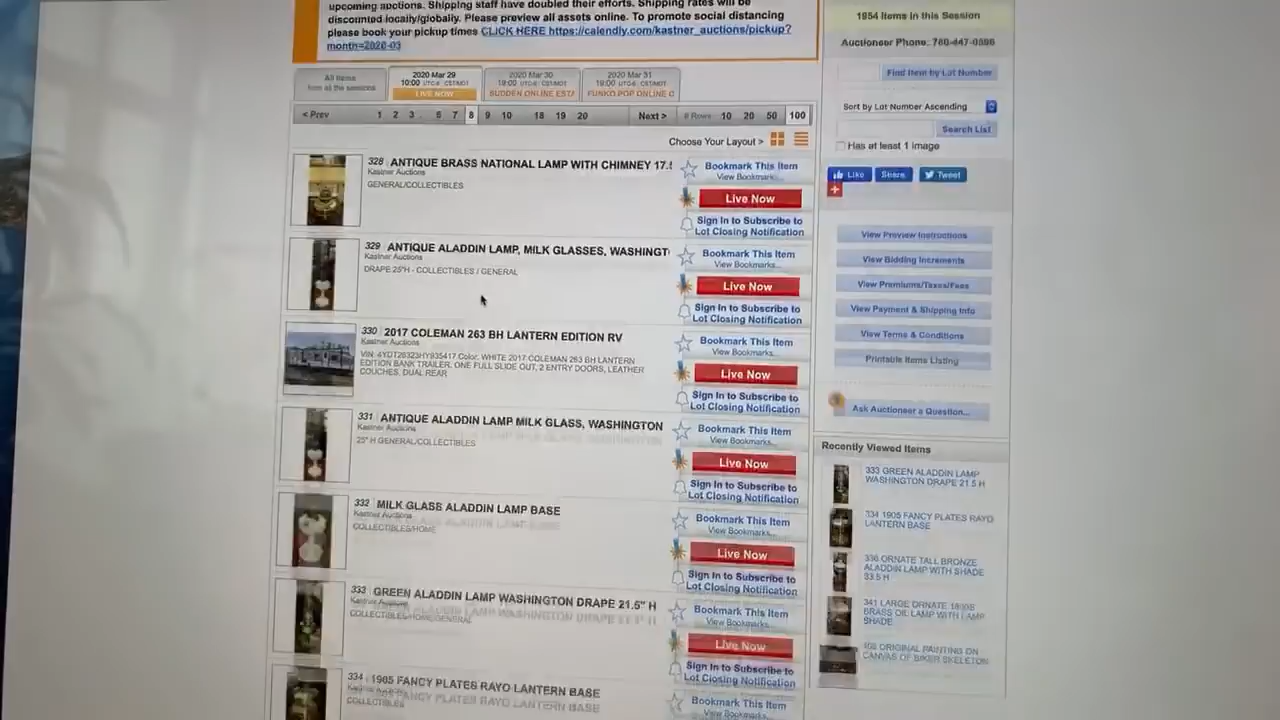 upcoming auctions. Shipping staff have doubled their efforts. Shipping rates will be
discounted locally/globally. Please preview all assets online. To promote social distancing
please book your pickup times CLICK HERE https://calendly.com/kastner_auctions/pickup?
month=2020-03
All items
from all the sessions
2020 Mar 29
LIVE NOW
2020 Mar 30
SUDDEN ONLINE ESTA
2020 Mar 31
FUNKO POP ONLINE C
< Prev 1 2 3 6 7 8 9 10 18 19 20 Next > # Rows 10 20 50 100
Choose Your Layout >
328 ANTIQUE BRASS NATIONAL LAMP WITH CHIMNEY 17.5
Kastner Auctions
GENERAL/COLLECTIBLES
Bookmark This Item
View Bookmark...
Live Now
Sign In to Subscribe to
Lot Closing Notification
329 ANTIQUE ALADDIN LAMP, MILK GLASSES, WASHINGT
Kastner Auctions
DRAPE 25"H - COLLECTIBLES / GENERAL
Bookmark This Item
View Bookmarks...
Live Now
Sign In to Subscribe to
Lot Closing Notification
330 2017 COLEMAN 263 BH LANTERN EDITION RV
Kastner Auctions
Color: WHITE 2017 COLEMAN 263 BH LANTERN
EDITION BANK TRAILER, ONE FULL SLIDE OUT, 2 ENTRY DOORS, LEATHER
COUCHES, DUAL REAR
Bookmark This Item
View Bookmarks...
Live Now
Sign In to Subscribe to
Lot Closing Notification
331 ANTIQUE ALADDIN LAMP MILK GLASS, WASHINGTON
Kastner Auctions
25" H GENERAL/COLLECTIBLES
Bookmark This Item
View Bookmarks...
Live Now
Sign In to Subscribe to
Lot Closing Notification
332 MILK GLASS ALADDIN LAMP BASE
Kastner Auctions
COLLECTIBLES/HOME
Bookmark This Item
View Bookmarks...
Live Now
Sign In to Subscribe to
Lot Closing Notification
333 GREEN ALADDIN LAMP WASHINGTON DRAPE 21.5" H
Kastner Auctions
COLLECTIBLES/HOME/GENERAL
Bookmark This Item
View Bookmarks...
Live Now
Sign In to Subscribe to
Lot Closing Notification
334 1905 FANCY PLATES RAYO LANTERN BASE
Kastner Auctions
COLLECTIBLES
Bookmark This Item
View Bookmarks...
1954 Items in this Session
Auctioneer Phone: 780-447-0596
Find Item by Lot Number
Sort by Lot Number Ascending
Search List
Has at least 1 image
Like Share Tweet
View Preview Instructions
View Bidding Increments
View Premiums/Taxes/Fees
View Payment & Shipping Info
View Terms & Conditions
Printable Items Listing
Ask Auctioneer a Question...
Recently Viewed Items
333 GREEN ALADDIN LAMP
WASHINGTON DRAPE 21.5 H
334 1905 FANCY PLATES RAYO
LANTERN BASE
336 ORNATE TALL BRONZE
ALADDIN LAMP WITH SHADE
33.5 H
341 LARGE ORNATE
BRASS OIL LAMP WITH LAMP
SHADE
ORIGINAL PAINTING ON
CANVAS OF BIKER SKELETON